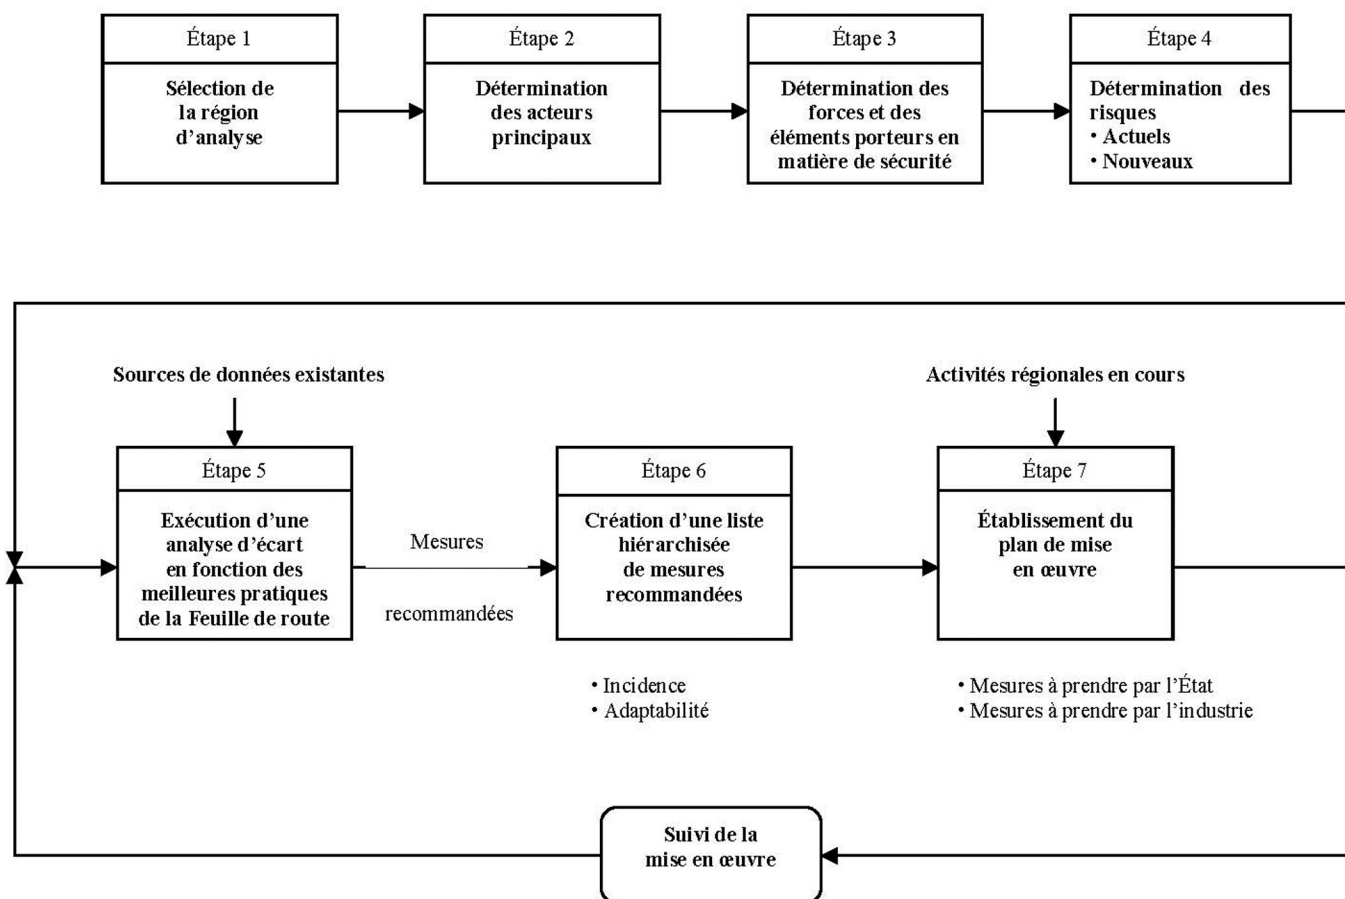 Étape 1
Sélection de
la région
d’analyse
Étape 2
Détermination
des acteurs
principaux
Étape 3
Détermination des
forces et des
éléments porteurs en
matière de sécurité
Étape 4
Détermination des
risques
• Actuels
• Nouveaux
Sources de données existantes
Étape 5
Exécution d’une
analyse d’écart
en fonction des
meilleures pratiques
de la Feuille de route
Mesures
recommandées
Étape 6
Création d’une liste
hiérarchisée
de mesures
recommandées
• Incidence
• Adaptabilité
Activités régionales en cours
Étape 7
Établissement du
plan de mise
en œuvre
• Mesures à prendre par l’État
• Mesures à prendre par l’industrie
Suivi de la
mise en œuvre